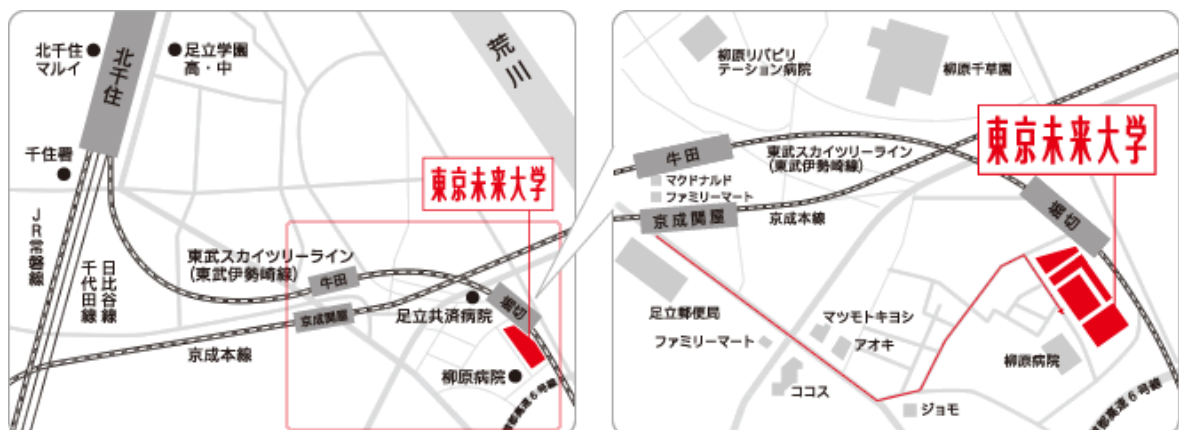 北千住
マルイ
北千住
足立学園
高・中
荒川
千住署
東京未来大学
JR常磐線
日比谷線
千代田線
東武スカイツリーライン
(東武伊勢崎線)
牛田
京成関屋
足立共済病院
堀切
京成本線
柳原病院
柳原リハビリ
テーション病院
柳原千草園
東京未来大学
牛田
東武スカイツリーライン
(東武伊勢崎線)
マクドナルド
ファミリーマート
京成関屋
京成本線
堀切
足立郵便局
マツモトキヨシ
ファミリーマート
アオキ
柳原病院
ココス
ジョモ
高速6号線